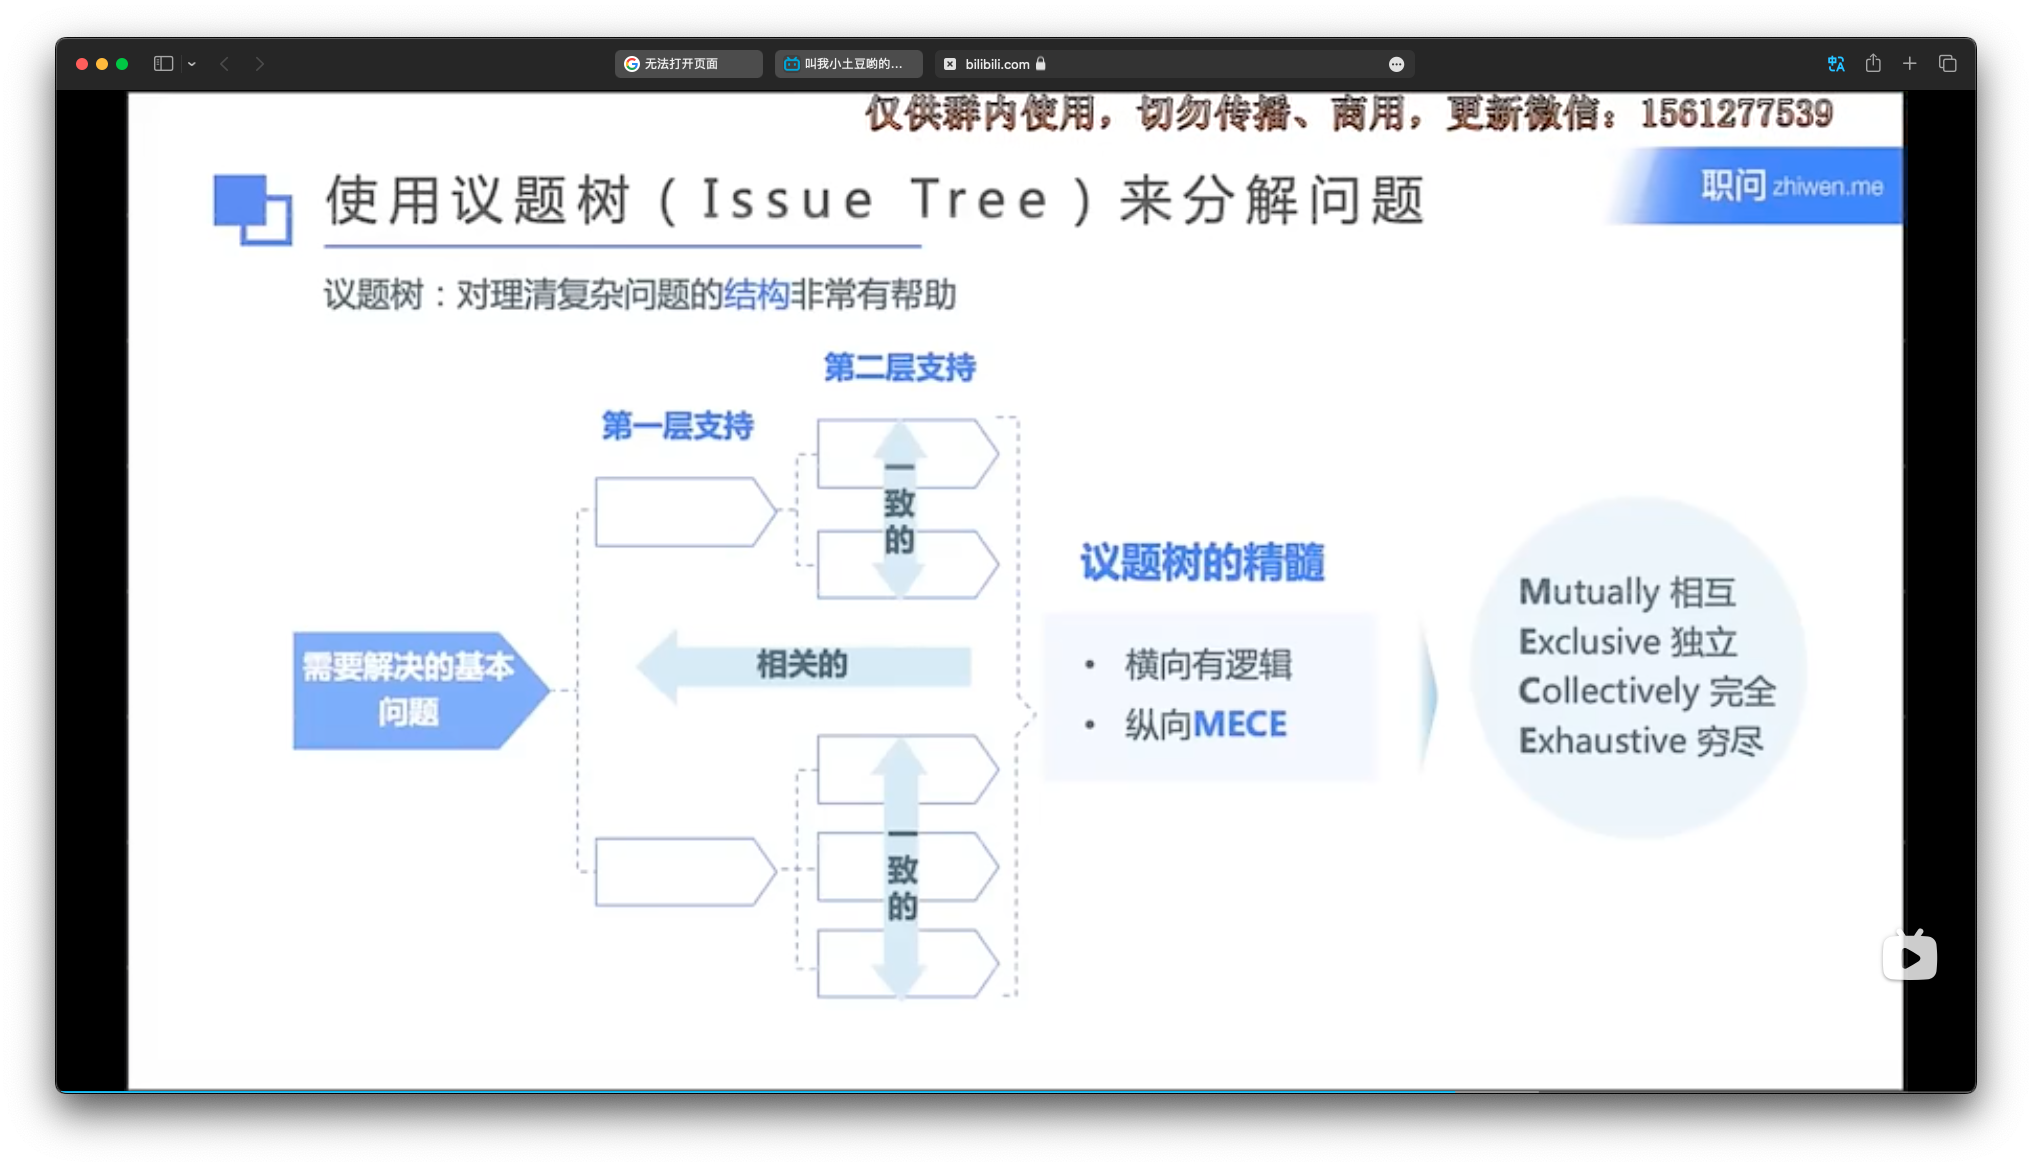 无法打开页面
叫我小土豆哟的...
bilibili.com
仅供群内使用，切勿传播、商用，更新微信：1561277539
职问 zhiwen.me
使用议题树（Issue Tree）来分解问题
议题树：对理清复杂问题的结构非常有帮助
第二层支持
第一层支持
一致的
需要解决的基本
问题
相关的
一致的
议题树的精髓
• 横向有逻辑
• 纵向MECE
Mutually 相互
Exclusive 独立
Collectively 完全
Exhaustive 穷尽